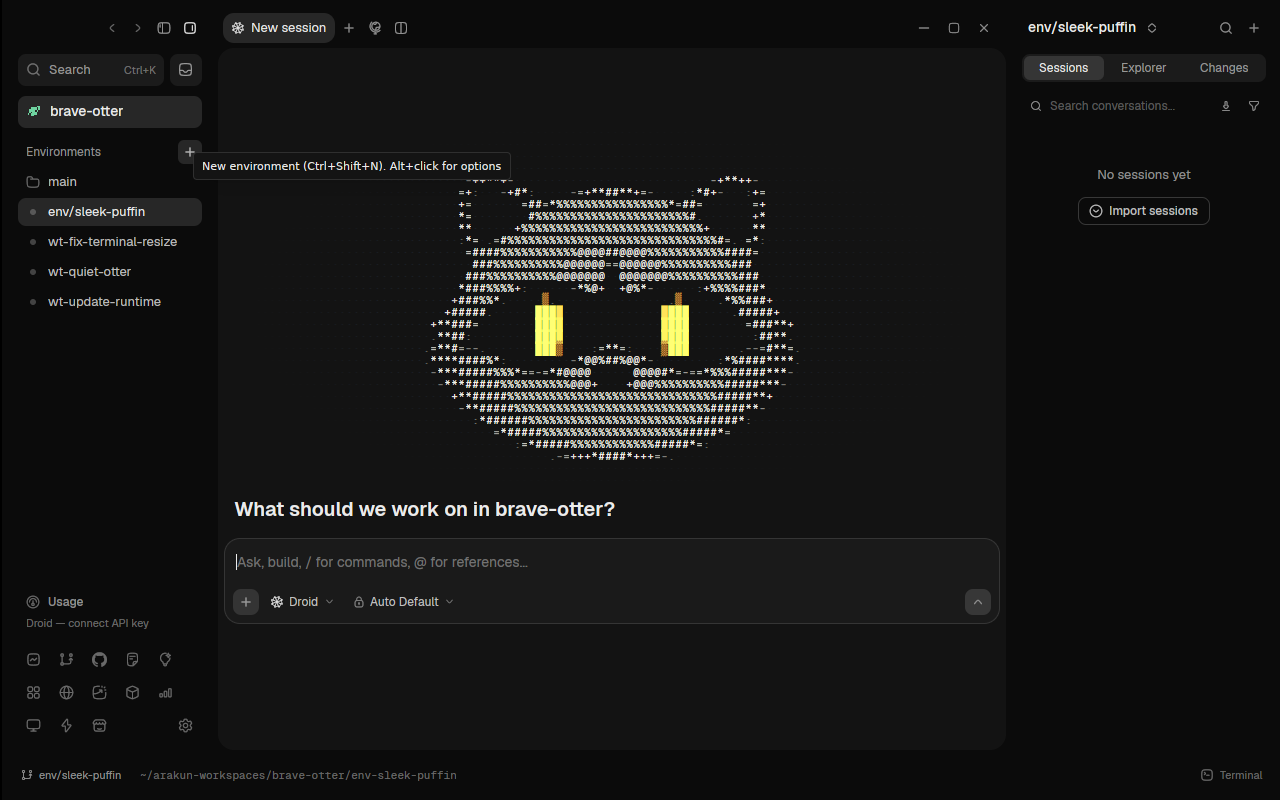 New session
env/sleek-puffin
Search Ctrl+K
Sessions Explorer Changes
brave-otter
Search conversations...
Environments
New environment (Ctrl+Shift+N). Alt+click for options
main
No sessions yet
env/sleek-puffin
Import sessions
wt-fix-terminal-resize
wt-quiet-otter
wt-update-runtime
What should we work on in brave-otter?
Ask, build, / for commands, @ for references...
Usage
Droid Auto Default
Droid — connect API key
env/sleek-puffin ~/arakun-workspaces/brave-otter/env-sleek-puffin
Terminal